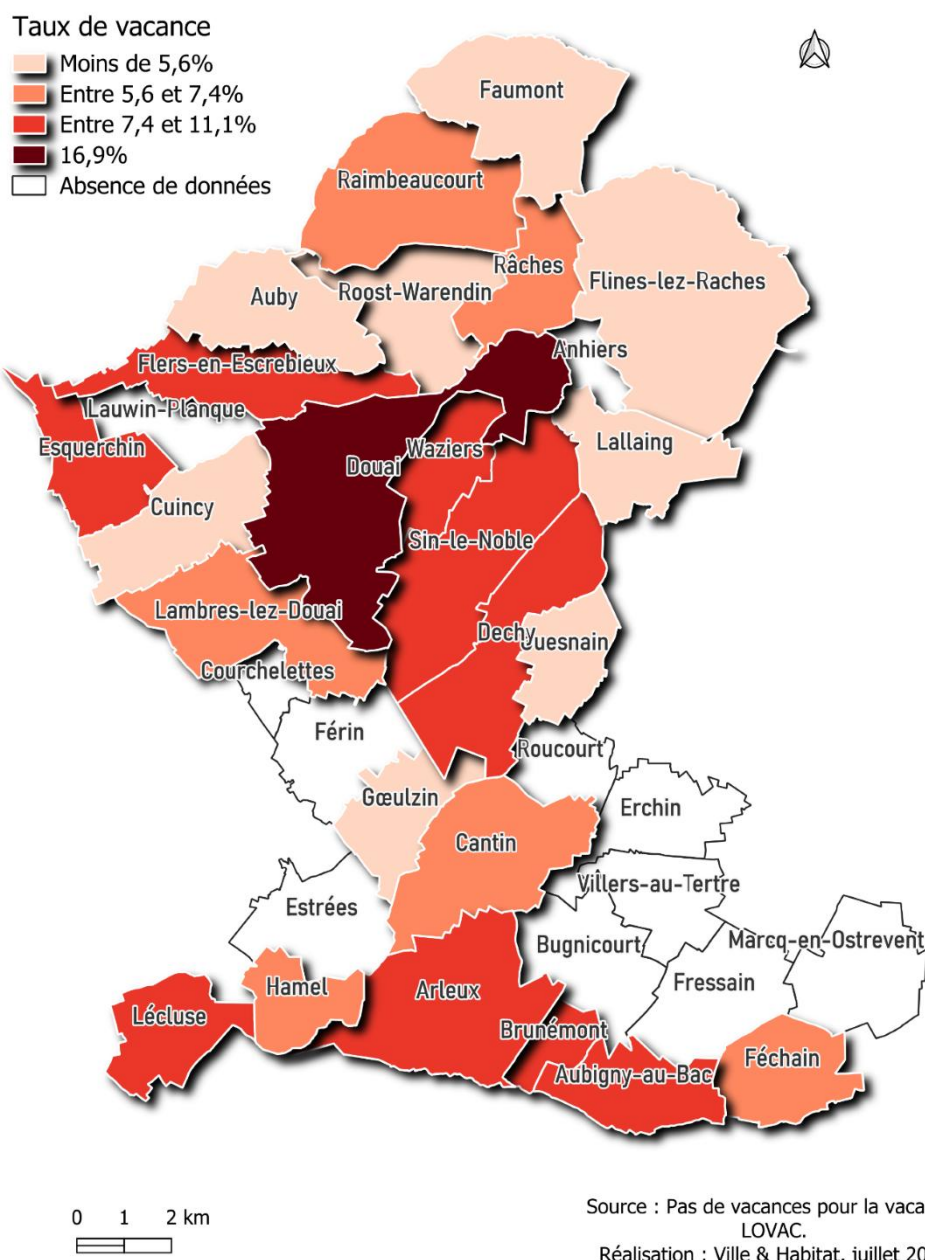 Taux de vacance
Moins de 5,6%
Entre 5,6 et 7,4%
Entre 7,4 et 11,1%
16,9%
Absence de données
Faumont
Raimbeaucourt
Râches
Flines-lez-Raches
Auby
Roost-Warendin
Anhiers
Flers-en-Escrebieux
Lauwin-Planque
Esquerchin
Waziers
Lallaing
Douai
Cuincy
Sin-le-Noble
Lambres-lez-Douai
Dechy
Guesnain
Courchelettes
Férin
Roucourt
Gœulzin
Erchin
Cantin
Villers-au-Tertre
Estrées
Bugnicourt
Marcq-en-Ostrevent
Hamel
Arleux
Fressain
Lécluse
Brunémont
Féchain
Aubigny-au-Bac
0 1 2 km
Source : Pas de vacances pour la vaca
LOVAC.
Réalisation : Ville & Habitat, juillet 20